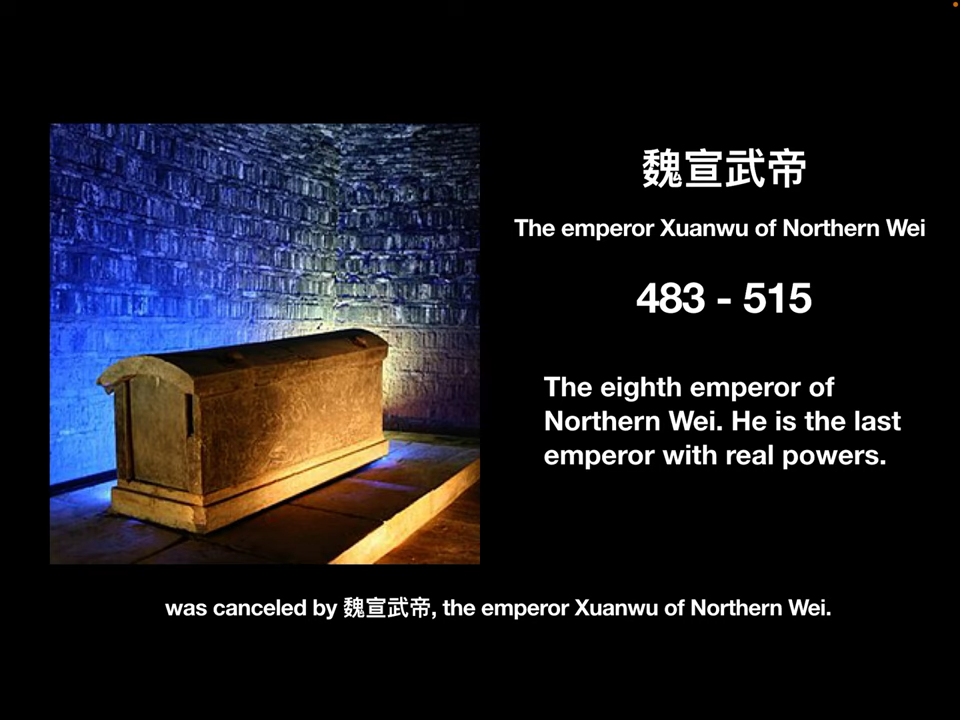 魏宣武帝
The emperor Xuanwu of Northern Wei
483 - 515
The eighth emperor of
Northern Wei. He is the last
emperor with real powers.
was canceled by 魏宣武帝, the emperor Xuanwu of Northern Wei.